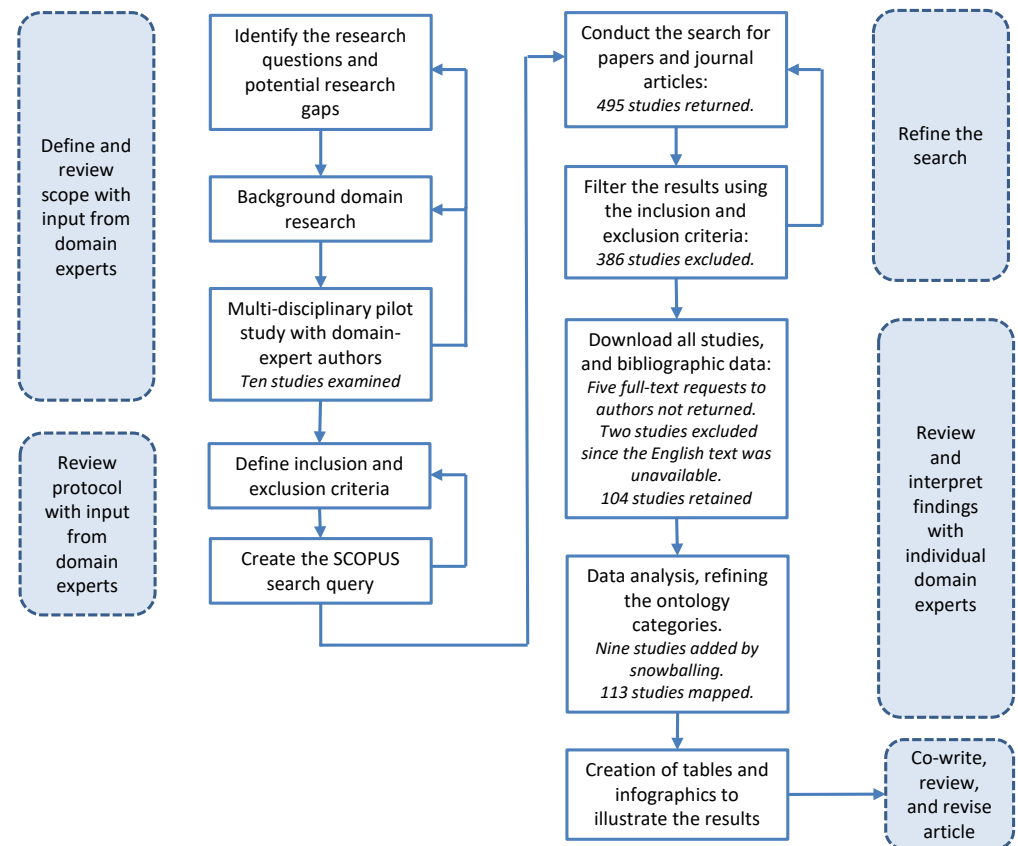 Define and
review
scope with
input from
domain
experts
Identify the research
questions and
potential research
gaps
Background domain
research
Multi-disciplinary pilot
study with domain-
expert authors
Ten studies examined
Review
protocol
with input
from
domain
experts
Define inclusion and
exclusion criteria
Create the SCOPUS
search query
Conduct the search for
papers and journal
articles:
495 studies returned.
Filter the results using
the inclusion and
exclusion criteria:
386 studies excluded.
Refine the
search
Download all studies,
and bibliographic data:
Five full-text requests to
authors not returned.
Two studies excluded
since the English text was
unavailable.
104 studies retained
Data analysis, refining
the ontology
categories.
Nine studies added by
snowballing.
113 studies mapped.
Review
and
interpret
findings
with
individual
domain
experts
Creation of tables and
infographics to
illustrate the results
Co-write,
review,
and revise
article